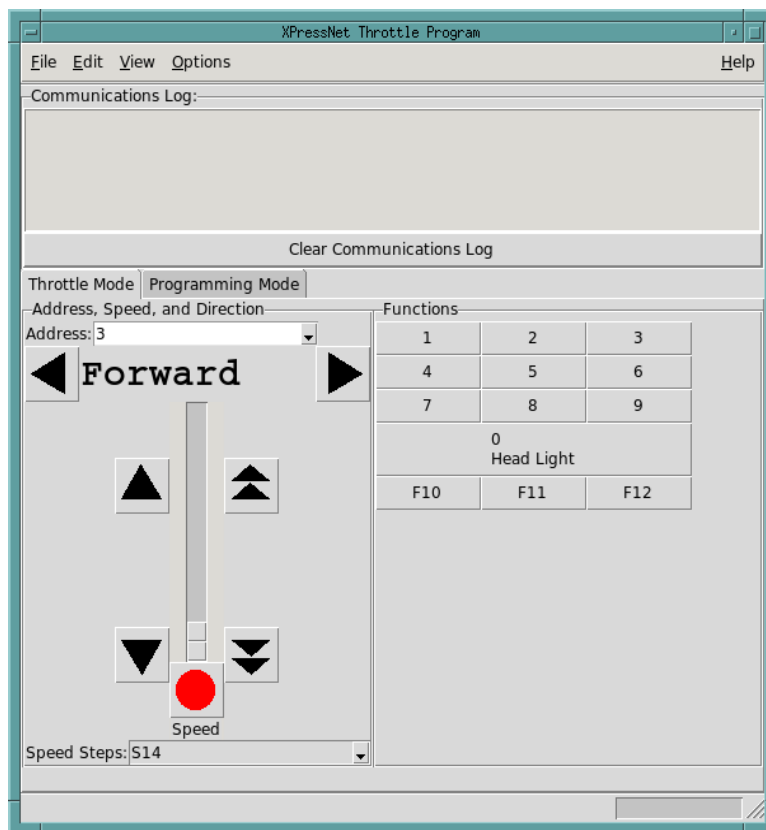 XPressNet Throttle Program
File Edit View Options Help
Communications Log:
Clear Communications Log
Throttle Mode Programming Mode
Address, Speed, and Direction
Address: 3
Forward
Speed
Speed Steps: S14
Functions
1 2 3
4 5 6
7 8 9
0
Head Light
F10 F11 F12